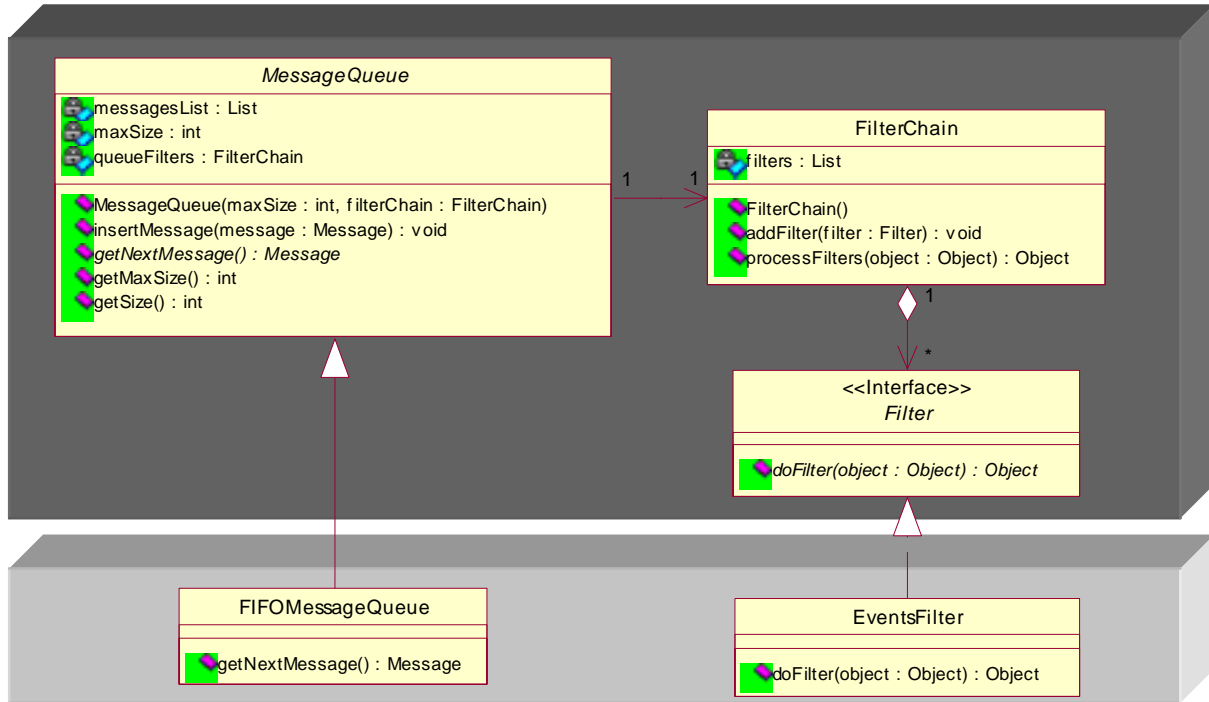 MessageQueue
messagesList : List
maxSize : int
queueFilters : FilterChain
MessageQueue(maxSize : int, filterChain : FilterChain)
insertMessage(message : Message) : void
getNextMessage() : Message
getMaxSize() : int
getSize() : int
1
1
FilterChain
filters : List
FilterChain()
addFilter(filter : Filter) : void
processFilters(object : Object) : Object
1
*
<<Interface>>
Filter
doFilter(object : Object) : Object
FIFOMessageQueue
getNextMessage() : Message
EventsFilter
doFilter(object : Object) : Object